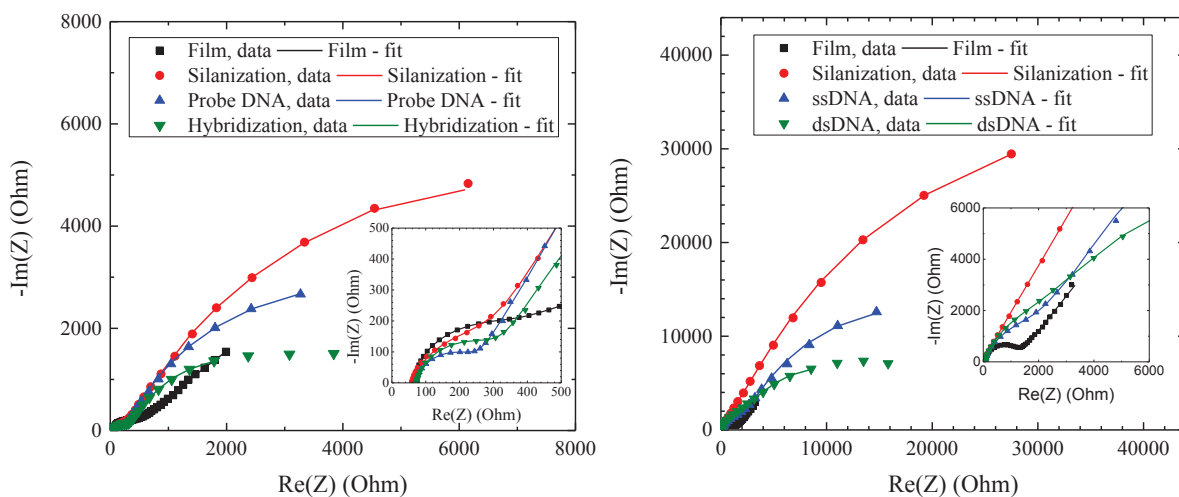 8000
6000
4000
2000
0
-Im(Z) (Ohm)
Film, data Film - fit
Silanization, data Silanization - fit
Probe DNA, data Probe DNA - fit
Hybridization, data Hybridization - fit
500
400
300
200
100
0
-Im(Z) (Ohm)
0 100 200 300 400 500
Re(Z) (Ohm)
0 2000 4000 6000 8000
Re(Z) (Ohm)
40000
30000
20000
10000
0
-Im(Z) (Ohm)
Film, data Film - fit
Silanization, data Silanization - fit
ssDNA, data ssDNA - fit
dsDNA, data dsDNA - fit
6000
4000
2000
0
-Im(Z) (Ohm)
0 1000 2000 3000 4000 5000 6000
Re(Z) (Ohm)
0 10000 20000 30000 40000
Re(Z) (Ohm)